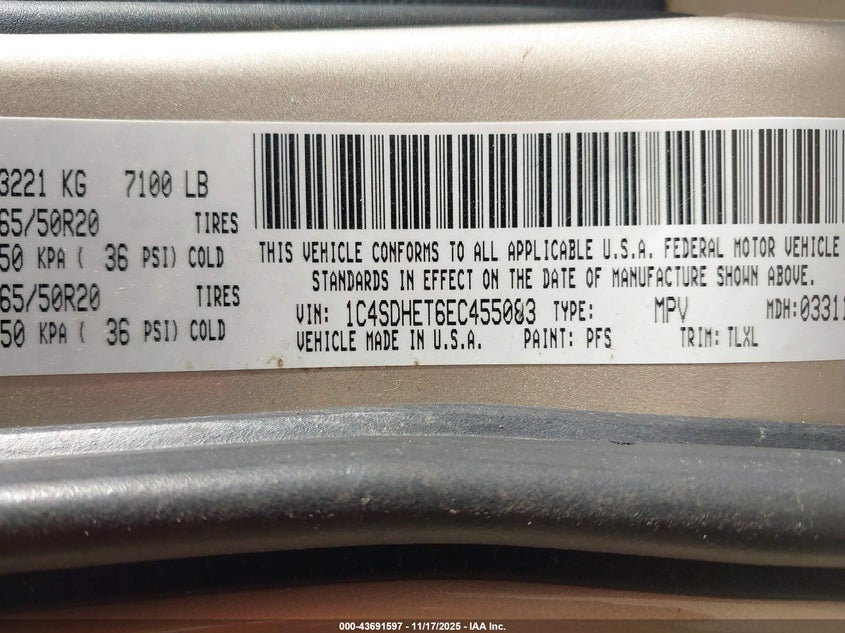 3221 KG 7100 LB
65/50R20 TIRES
50 KPA ( 36 PSI) COLD
65/50R20 TIRES
50 KPA ( 36 PSI) COLD
THIS VEHICLE CONFORMS TO ALL APPLICABLE U.S.A. FEDERAL MOTOR VEHICLE
STANDARDS IN EFFECT ON THE DATE OF MANUFACTURE SHOWN ABOVE.
VIN: 1C4SDHET6EC455083 TYPE: MPV MDH:03311
VEHICLE MADE IN U.S.A. PAINT: PFS TRIM: TLXL
000-43691597 - 11/17/2025 - IAA Inc.